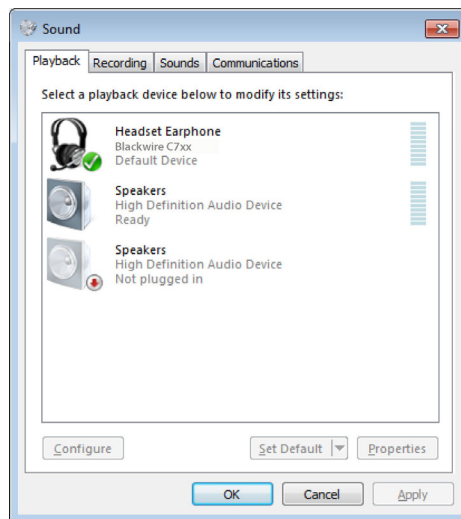 Sound
Playback Recording Sounds Communications
Select a playback device below to modify its settings:
Headset Earphone
Blackwire C7xx
Default Device
Speakers
High Definition Audio Device
Ready
Speakers
High Definition Audio Device
Not plugged in
Configure Set Default Properties
OK Cancel Apply